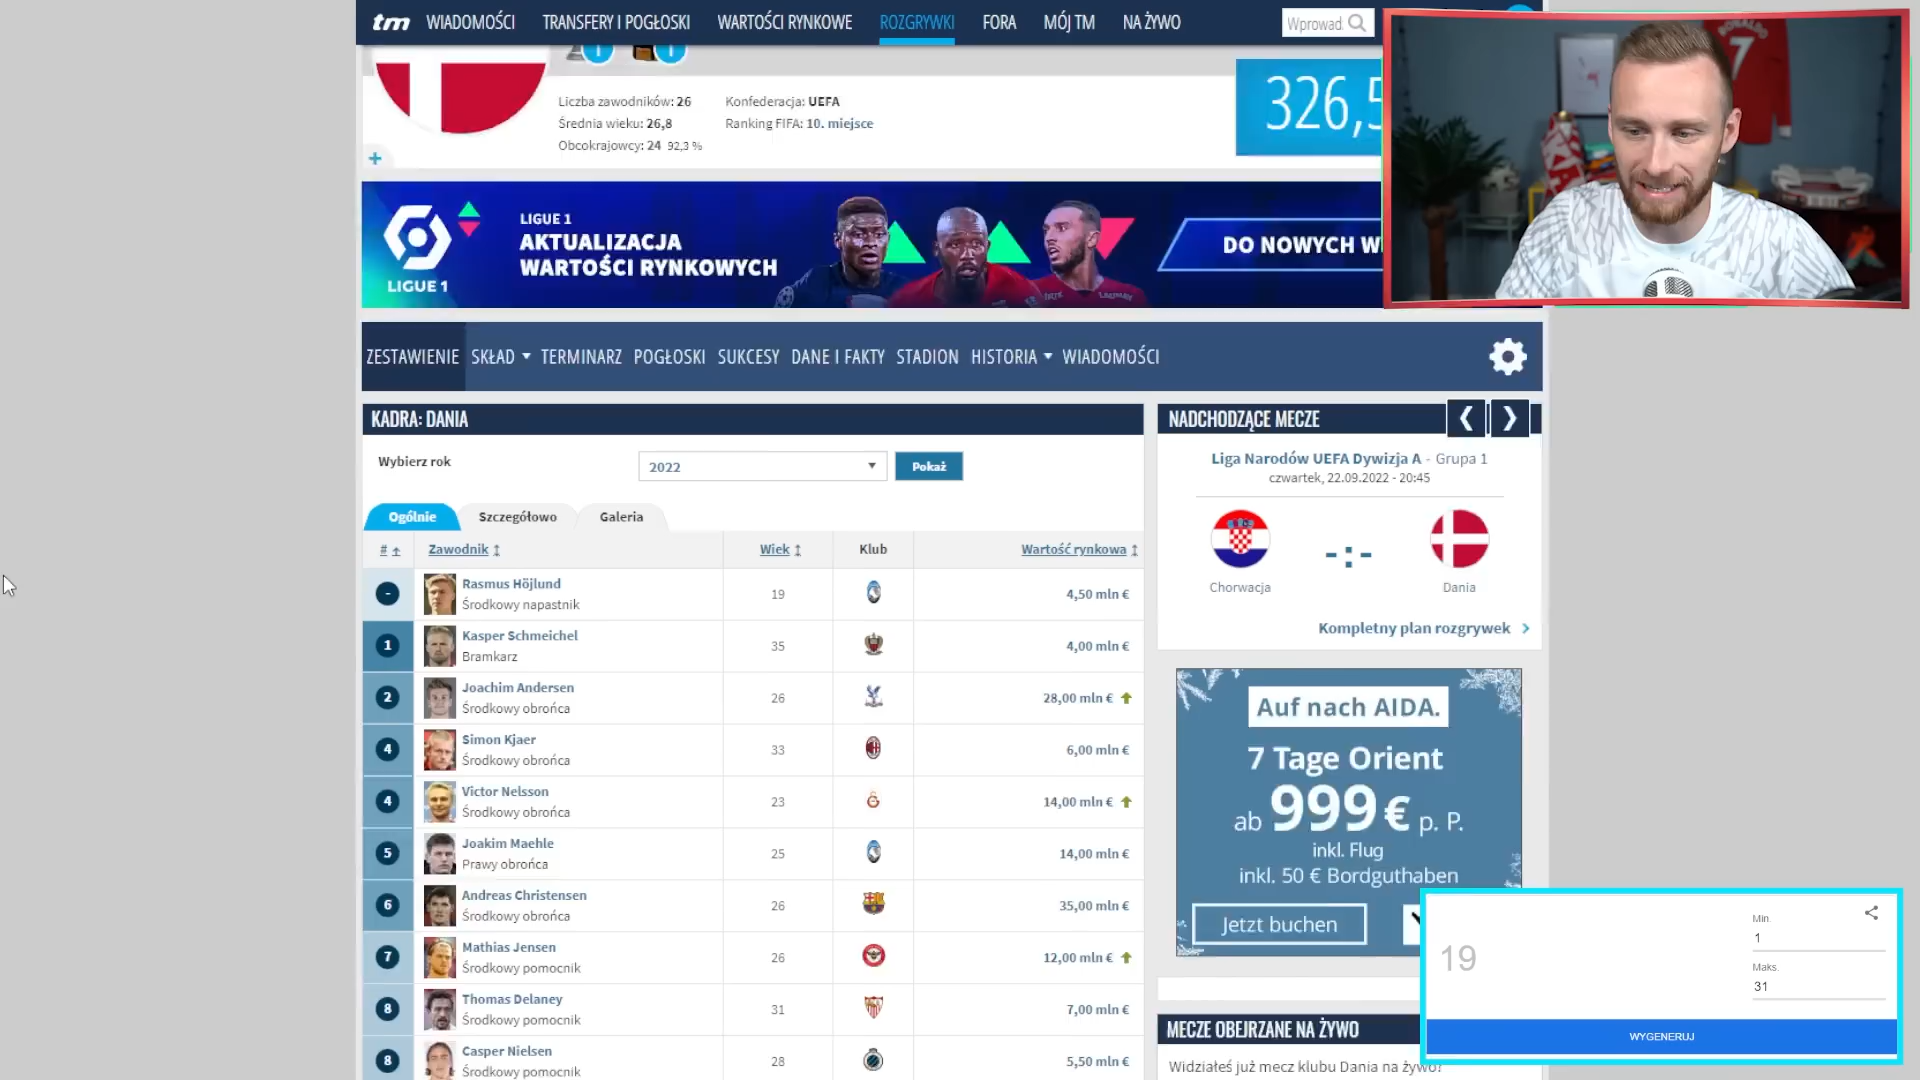 tm WIADOMOŚCI TRANSFERY I POGŁOSKI WARTOŚCI RYNKOWE ROZGRYWKI FORA MÓJ TM NA ŻYWO Wprowad
Liczba zawodników: 26
Średnia wieku: 26,8
Obcokrajowcy: 24 92,3 %
Konfederacja: UEFA
Ranking FIFA: 10. miejsce
326,5
RONALDO
7
LIGUE 1
LIGUE 1
AKTUALIZACJA
WARTOŚCI RYNKOWYCH
DO NOWYCH W
ZESTAWIENIE SKŁAD TERMINARZ POGŁOSKI SUKCESY DANE I FAKTY STADION HISTORIA WIADOMOŚCI
KADRA: DANIA
Wybierz rok 2022 Pokaż
Ogólnie Szczegółowo Galeria
# Zawodnik Wiek Klub Wartość rynkowa
- Rasmus Höjlund 19 4,50 mln €
Środkowy napastnik
1 Kasper Schmeichel 35 4,00 mln €
Bramkarz
2 Joachim Andersen 26 28,00 mln €
Środkowy obrońca
4 Simon Kjaer 33 6,00 mln €
Środkowy obrońca
4 Victor Nelsson 23 14,00 mln €
Środkowy obrońca
5 Joakim Maehle 25 14,00 mln €
Prawy obrońca
6 Andreas Christensen 26 35,00 mln €
Środkowy obrońca
7 Mathias Jensen 26 12,00 mln €
Środkowy pomocnik
8 Thomas Delaney 31 7,00 mln €
Środkowy pomocnik
8 Casper Nielsen 28 5,50 mln €
Środkowy pomocnik
NADCHODZĄCE MECZE
Liga Narodów UEFA Dywizja A - Grupa 1
czwartek, 22.09.2022 - 20:45
-:-
Chorwacja Dania
Kompletny plan rozgrywek
Auf nach AIDA.
7 Tage Orient
ab 999€ p. P.
inkl. Flug
inkl. 50 € Bordguthaben
Jetzt buchen
MECZE OBEJRZANE NA ŻYWO
Widziałeś już mecz klubu Dania na żywo?
19
Min.
1
Maks.
31
WYGENERUJ